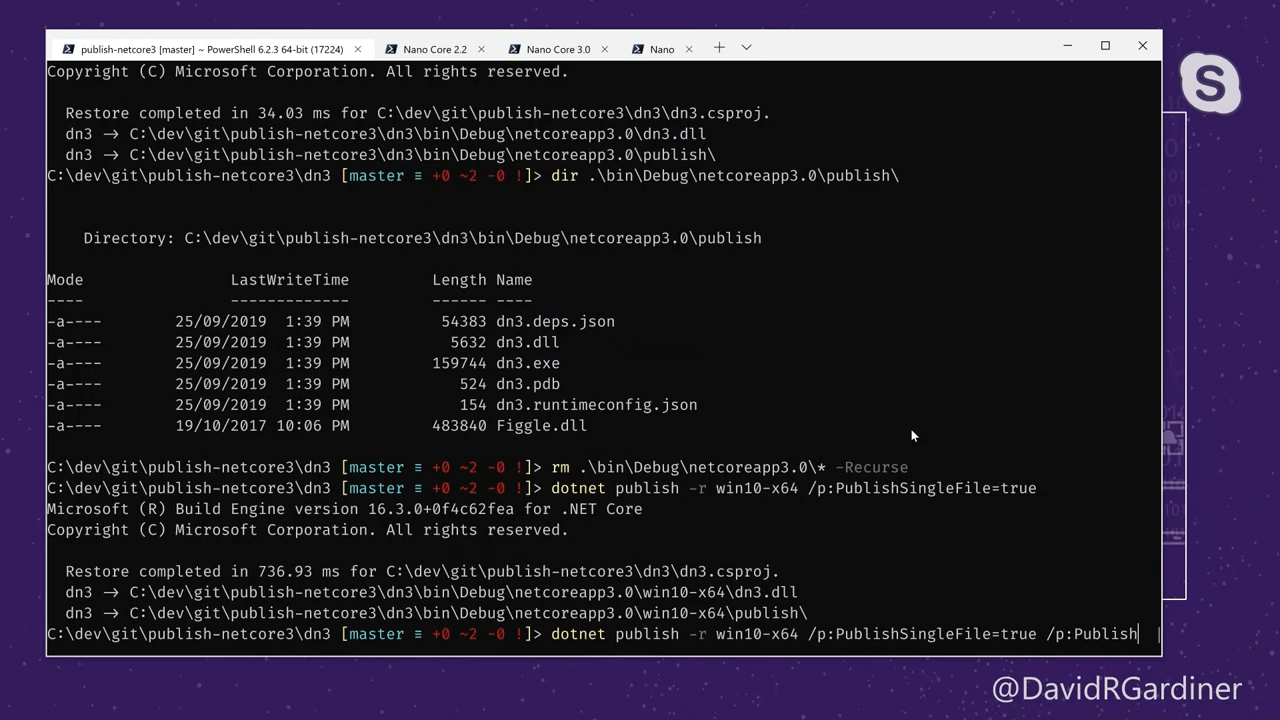 publish-netcore3 [master] ~ PowerShell 6.2.3 64-bit (17224) Nano Core 2.2 Nano Core 3.0 Nano
Copyright (C) Microsoft Corporation. All rights reserved.
Restore completed in 34.03 ms for C:\dev\git\publish-netcore3\dn3\dn3.csproj.
dn3 → C:\dev\git\publish-netcore3\dn3\bin\Debug\netcoreapp3.0\dn3.dll
dn3 → C:\dev\git\publish-netcore3\dn3\bin\Debug\netcoreapp3.0\publish\
C:\dev\git\publish-netcore3\dn3 [master ≡ +0 ~2 -0 !]> dir .\bin\Debug\netcoreapp3.0\publish\
Directory: C:\dev\git\publish-netcore3\dn3\bin\Debug\netcoreapp3.0\publish
Mode LastWriteTime Length Name
---- ------------- ------ ----
-a---- 25/09/2019 1:39 PM 54383 dn3.deps.json
-a---- 25/09/2019 1:39 PM 5632 dn3.dll
-a---- 25/09/2019 1:39 PM 159744 dn3.exe
-a---- 25/09/2019 1:39 PM 524 dn3.pdb
-a---- 25/09/2019 1:39 PM 154 dn3.runtimeconfig.json
-a---- 19/10/2017 10:06 PM 483840 Figgle.dll
C:\dev\git\publish-netcore3\dn3 [master ≡ +0 ~2 -0 !]> rm .\bin\Debug\netcoreapp3.0\* -Recurse
C:\dev\git\publish-netcore3\dn3 [master ≡ +0 ~2 -0 !]> dotnet publish -r win10-x64 /p:PublishSingleFile=true
Microsoft (R) Build Engine version 16.3.0+0f4c62fea for .NET Core
Copyright (C) Microsoft Corporation. All rights reserved.
Restore completed in 736.93 ms for C:\dev\git\publish-netcore3\dn3\dn3.csproj.
dn3 → C:\dev\git\publish-netcore3\dn3\bin\Debug\netcoreapp3.0\win10-x64\dn3.dll
dn3 → C:\dev\git\publish-netcore3\dn3\bin\Debug\netcoreapp3.0\win10-x64\publish\
C:\dev\git\publish-netcore3\dn3 [master ≡ +0 ~2 -0 !]> dotnet publish -r win10-x64 /p:PublishSingleFile=true /p:Publish
@DavidRGardiner